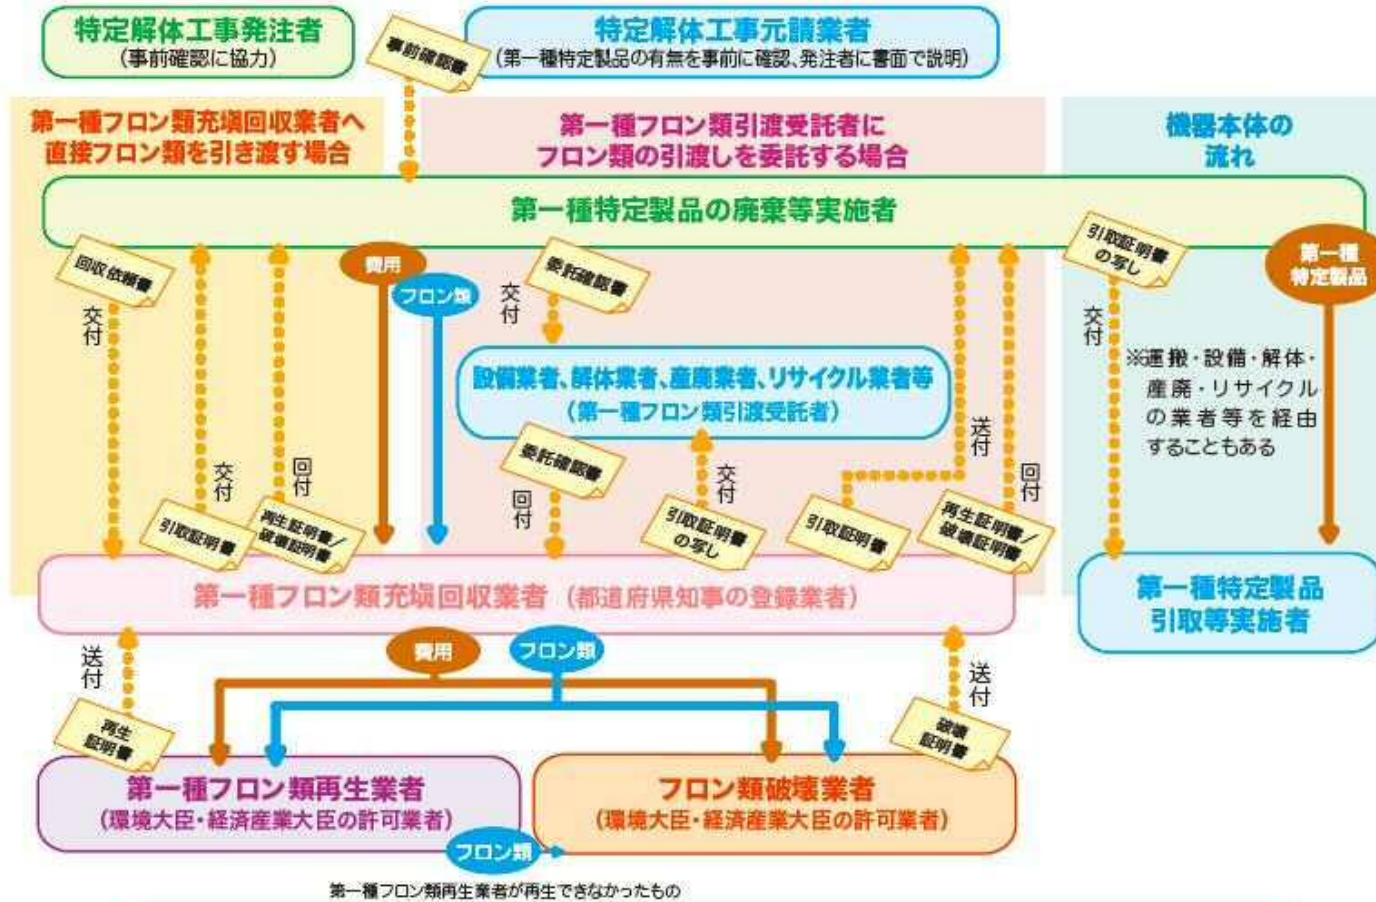 特定解体工事発注者
(事前確認に協力)
事前確認書
特定解体工事元請業者
(第一種特定製品の有無を事前に確認、発注者に書面で説明)
第一種フロン類充塡回収業者へ
直接フロン類を引き渡す場合
第一種フロン類引渡受託者に
フロン類の引渡しを委託する場合
機器本体の
流れ
第一種特定製品の廃棄等実施者
回収依頼書
交付
引取証明書
交付
再生証明書/
破壊証明書
回付
費用
フロン類
委託確認書
交付
設備業者、解体業者、産廃業者、リサイクル業者等
(第一種フロン類引渡受託者)
委託確認書
回付
引取証明書
の写し
交付
引取証明書
送付
再生証明書/
破壊証明書
回付
引取証明書
の写し
交付
第一種
特定製品
※運搬・設備・解体・
産廃・リサイクル
の業者等を経由
することもある
第一種フロン類充塡回収業者(都道府県知事の登録業者)
第一種特定製品
引取等実施者
費用
フロン類
送付
再生
証明書
送付
破壊
証明書
第一種フロン類再生業者
(環境大臣・経済産業大臣の許可業者)
フロン類破壊業者
(環境大臣・経済産業大臣の許可業者)
フロン類
第一種フロン類再生業者が再生できなかったもの